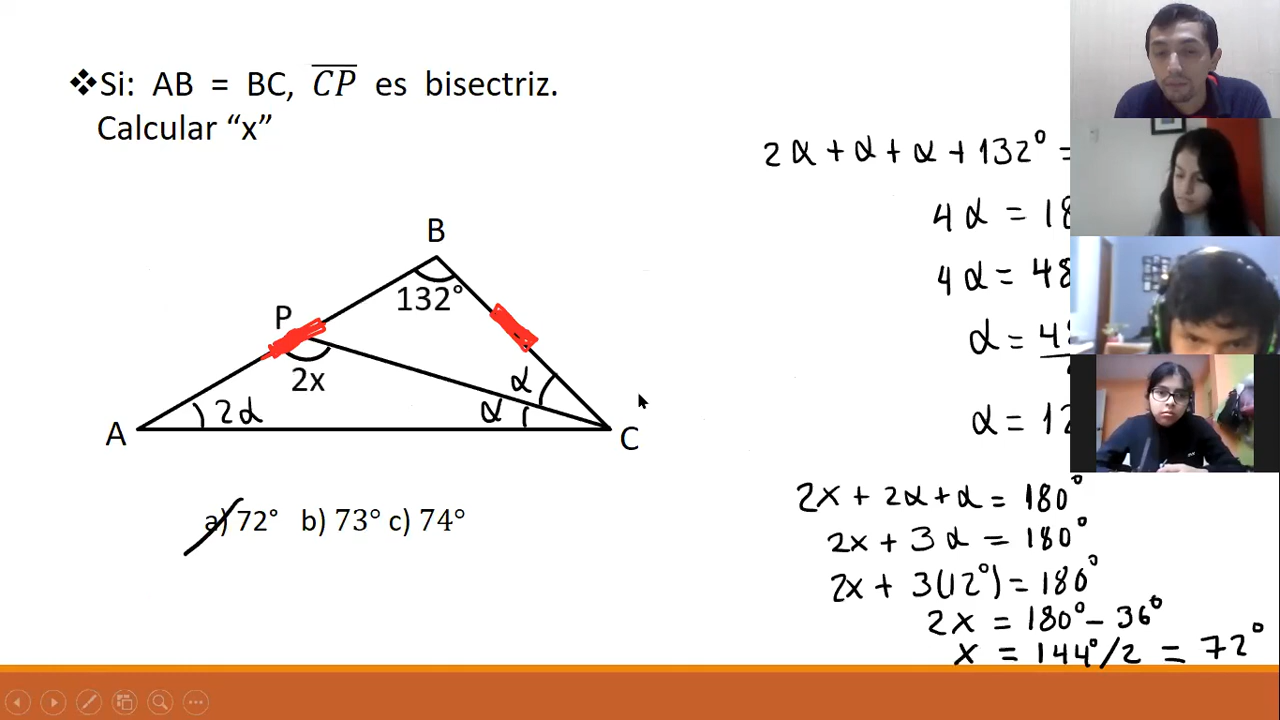 ❖Si: AB = BC, CP es bisectriz.
Calcular “x”
B
132°
P
2x
2α
α
α
A
C
a) 72° b) 73° c) 74°
2α + α + α + 132° =
4α = 18
4α = 48
α = 48
α = 12
2x + 2α + α = 180°
2x + 3α = 180°
2x + 3(12°) = 180°
2x = 180° - 36°
x = 144°/2 = 72°